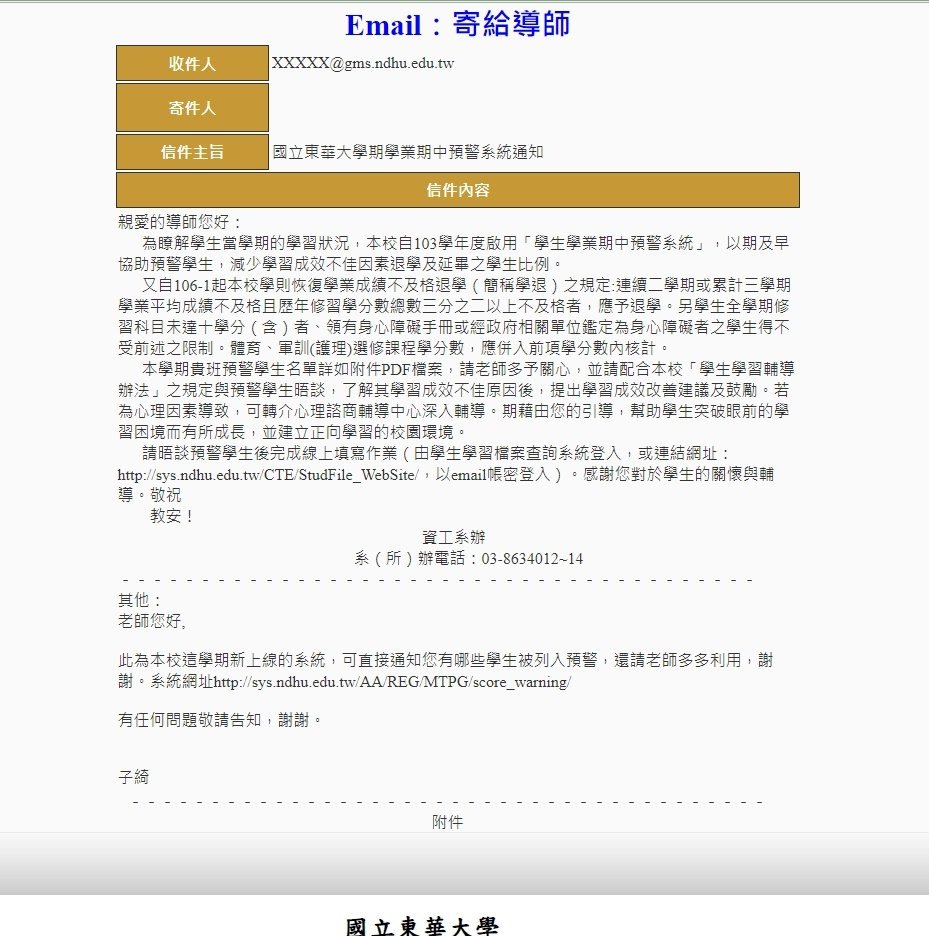 Email：寄給導師
收件人 XXXXX@gms.ndhu.edu.tw
寄件人
信件主旨 國立東華大學期學業期中預警系統通知
信件內容
親愛的導師您好：
為瞭解學生當學期的學習狀況，本校自103學年度啟用「學生學業期中預警系統」，以期及早
協助預警學生，減少學習成效不佳因素退學及延畢之學生比例。
又自106-1起本校學則恢復學業成績不及格退學（簡稱學退）之規定:連續二學期或累計三學期
學業平均成績不及格且歷年修習學分數總數三分之二以上不及格者，應予退學。另學生全學期修
習科目未達十學分（含）者、領有身心障礙手冊或經政府相關單位鑑定為身心障礙者之學生得不
受前述之限制。體育、軍訓(護理)選修課程學分數，應併入前項學分數內核計。
本學期貴班預警學生名單詳如附件PDF檔案，請老師多予關心，並請配合本校「學生學習輔導
辦法」之規定與預警學生晤談，了解其學習成效不佳原因後，提出學習成效改善建議及鼓勵。若
為心理因素導致，可轉介心理諮商輔導中心深入輔導。期藉由您的引導，幫助學生突破眼前的學
習困境而有所成長，並建立正向學習的校園環境。
請晤談預警學生後完成線上填寫作業（由學生學習檔案查詢系統登入，或連結網址：
http://sys.ndhu.edu.tw/CTE/StudFile_WebSite/，以email帳密登入）。感謝您對於學生的關懷與輔
導。敬祝
教安！
資工系辦
系（所）辦電話：03-8634012~14
- - - - - - - - - - - - - - - - - - - - - - - - - - - - - - - - - - - - - - - -
其他：
老師您好,
此為本校這學期新上線的系統，可直接通知您有哪些學生被列入預警，還請老師多多利用，謝
謝。系統網址http://sys.ndhu.edu.tw/AA/REG/MTPG/score_warning/
有任何問題敬請告知，謝謝。
子綺
- - - - - - - - - - - - - - - - - - - - - - - - - - - - - - - - - - - - - - - -
附件
國立東華大學